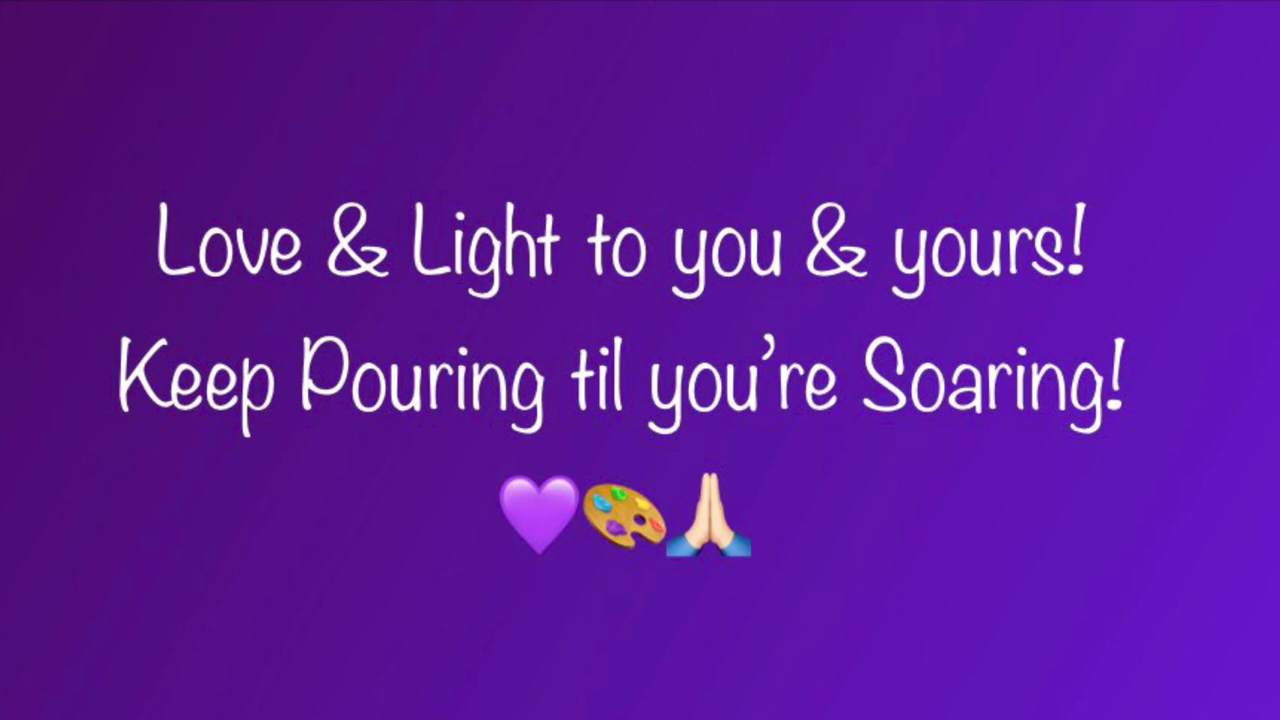 Love & Light to you & yours!
Keep Pouring til you’re Soaring!
💜🎨🙏🏻